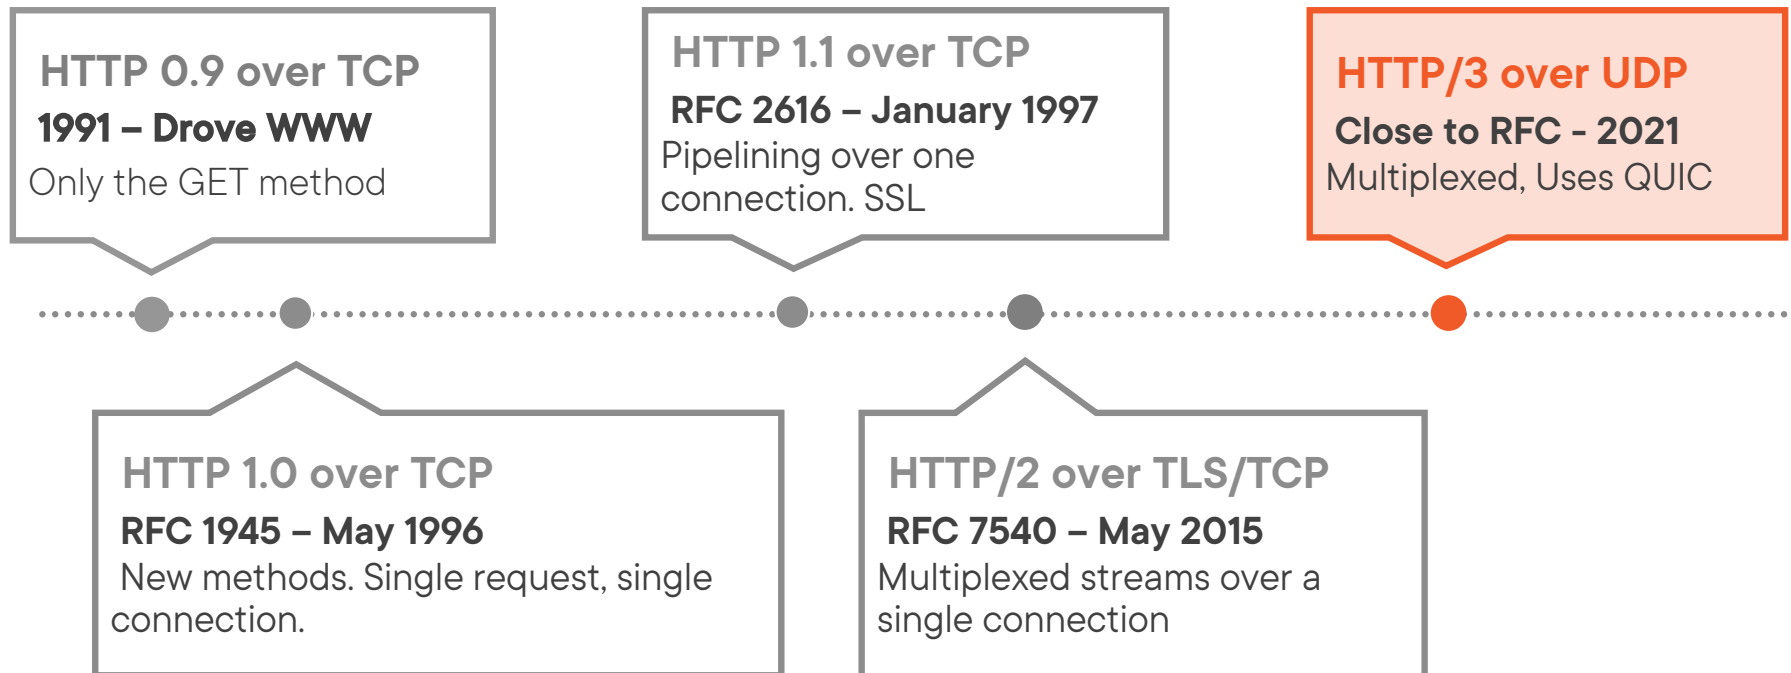 HTTP 0.9 over TCP
1991 – Drove WWW
Only the GET method
HTTP 1.1 over TCP
RFC 2616 – January 1997
Pipelining over one
connection. SSL
HTTP/3 over UDP
Close to RFC - 2021
Multiplexed, Uses QUIC
HTTP 1.0 over TCP
RFC 1945 – May 1996
New methods. Single request, single
connection.
HTTP/2 over TLS/TCP
RFC 7540 – May 2015
Multiplexed streams over a
single connection